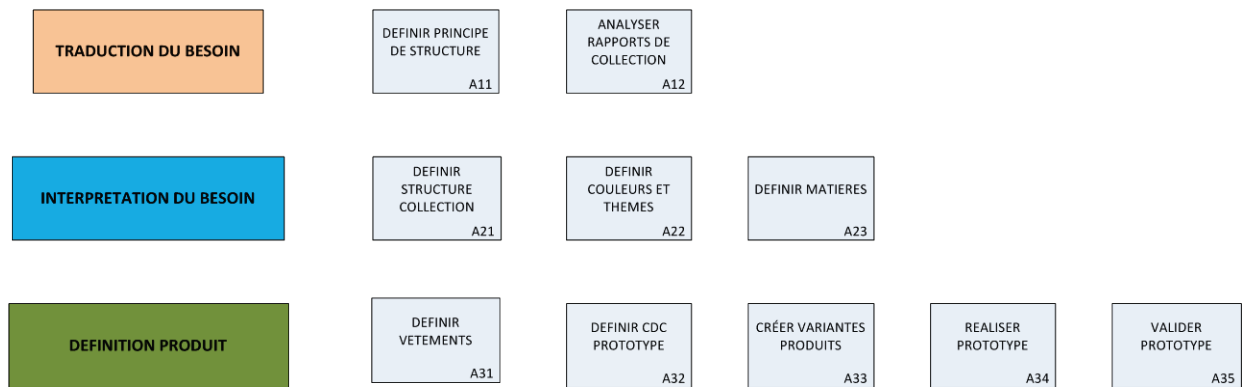 TRADUCTION DU BESOIN
DEFINIR PRINCIPE
DE STRUCTURE
A11
ANALYSER
RAPPORTS DE
COLLECTION
A12
INTERPRETATION DU BESOIN
DEFINIR
STRUCTURE
COLLECTION
A21
DEFINIR
COULEURS ET
THEMES
A22
DEFINIR MATIERES
A23
DEFINITION PRODUIT
DEFINIR
VETEMENTS
A31
DEFINIR CDC
PROTOTYPE
A32
CRÉER VARIANTES
PRODUITS
A33
REALISER
PROTOTYPE
A34
VALIDER
PROTOTYPE
A35